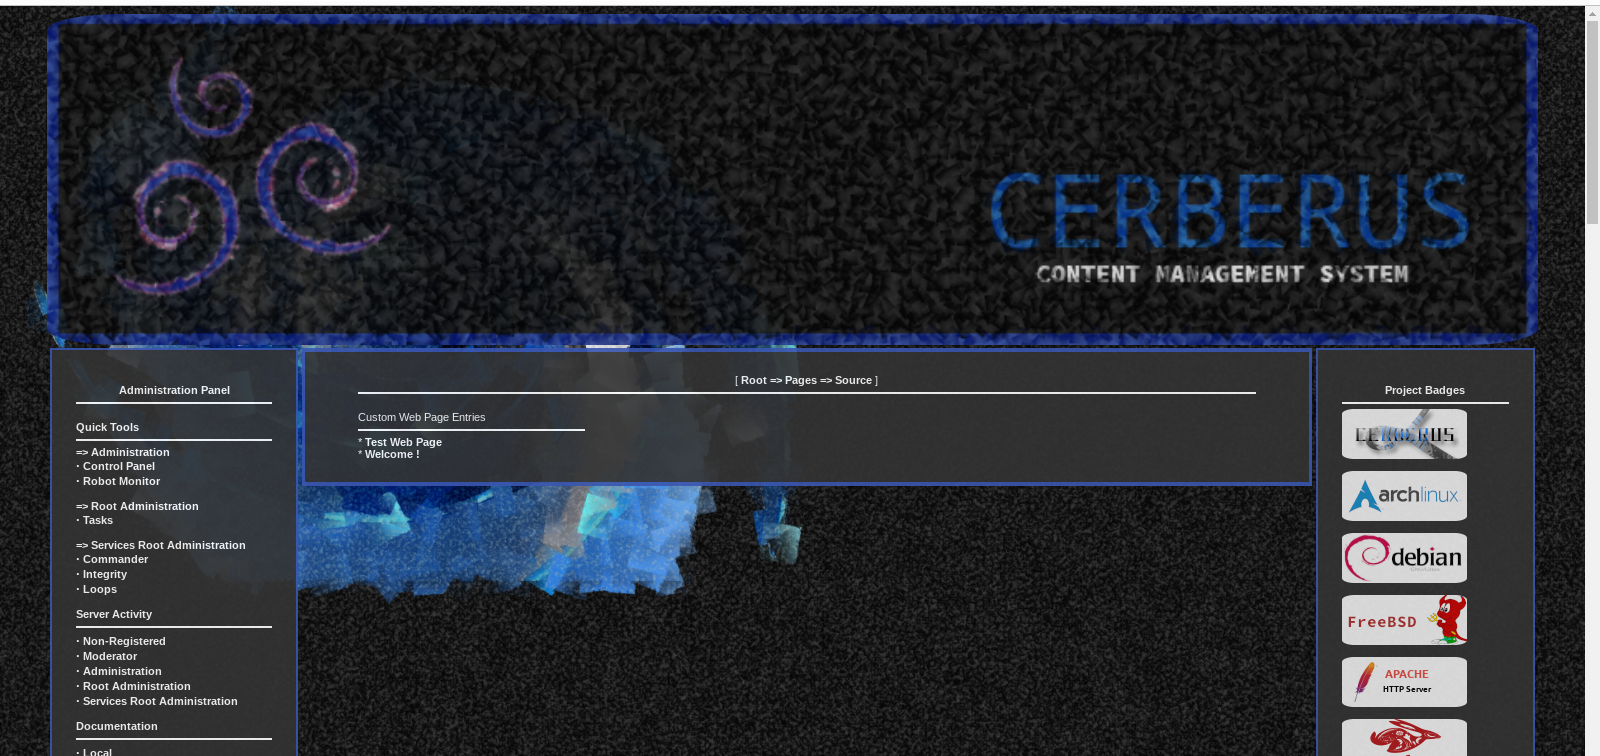 CERBERUS
CONTENT MANAGEMENT SYSTEM
Administration Panel
Quick Tools
=> Administration
· Control Panel
· Robot Monitor
=> Root Administration
· Tasks
=> Services Root Administration
· Commander
· Integrity
· Loops
Server Activity
· Non-Registered
· Moderator
· Administration
· Root Administration
· Services Root Administration
Documentation
· Local
[ Root => Pages => Source ]
Custom Web Page Entries
* Test Web Page
* Welcome !
Project Badges
CERBERUS
archlinux
debian
FreeBSD
APACHE
HTTP Server